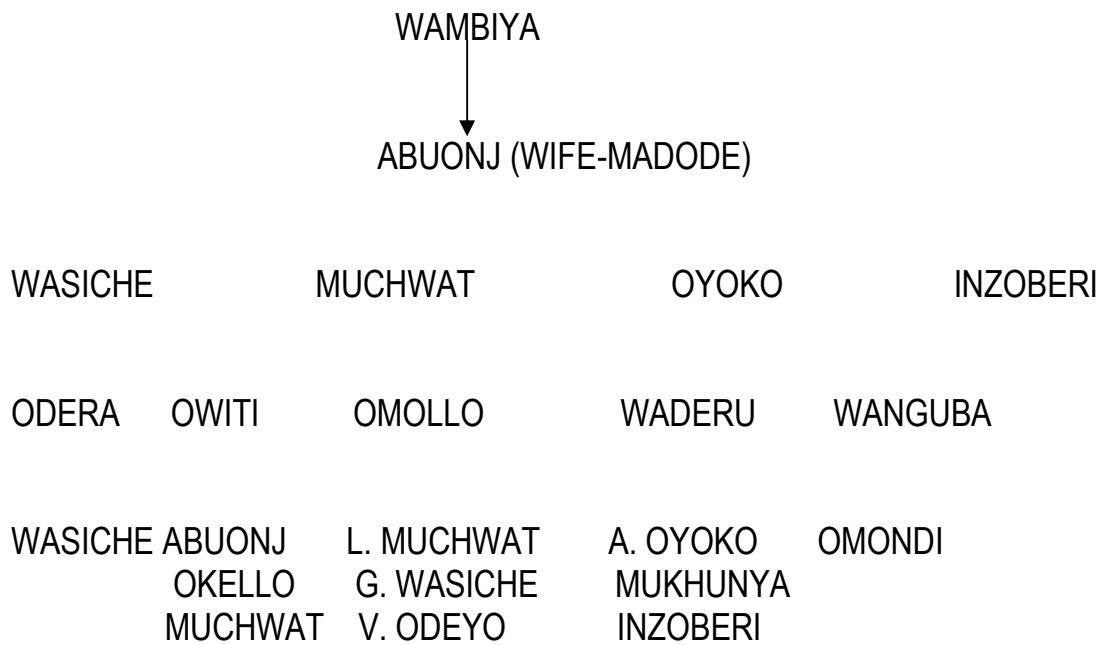 WAMBIYA
ABUONJ (WIFE-MADODE)
WASICHE MUCHWAT OYOKO INZOBERI
ODERA OWITI OMOLLO WADERU WANGUBA
WASICHE ABUONJ L. MUCHWAT A. OYOKO OMONDI
OKELLO G. WASICHE MUKHUNYA
MUCHWAT V. ODEYO INZOBERI